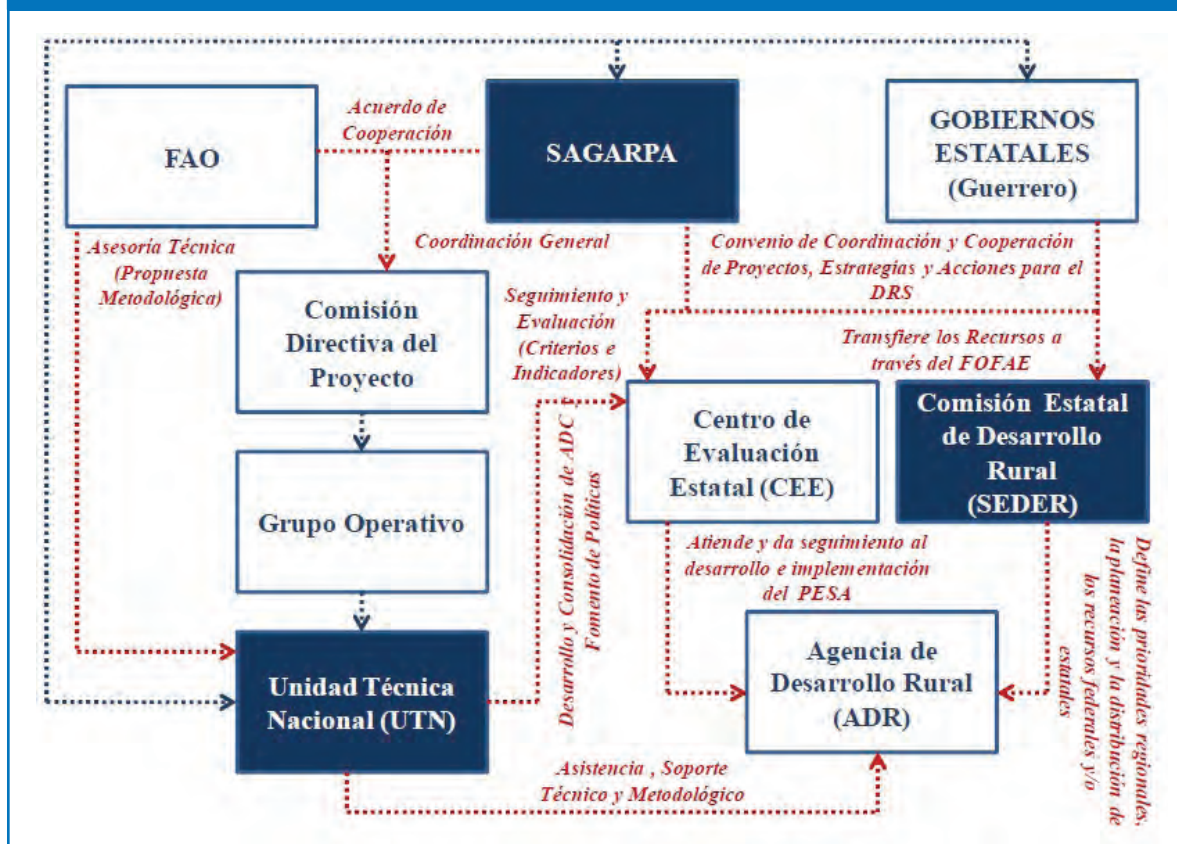 FAO
Acuerdo de
Cooperación
SAGARPA
GOBIERNOS
ESTATALES
(Guerrero)
Asesoría Técnica
(Propuesta
Metodológica)
Coordinación General
Convenio de Coordinación y Cooperación
de Proyectos, Estrategias y Acciones para el
DRS
Comisión
Directiva del
Proyecto
Seguimiento y
Evaluación
(Criterios e
Indicadores)
Transfiere los Recursos a
través del FOFAE
Centro de
Evaluación
Estatal (CEE)
Comisión Estatal
de Desarrollo
Rural
(SEDER)
Grupo Operativo
Desarrollo y Consolidación de ADC y
Fomento de Políticas
Atiende y da seguimiento al
desarrollo e implementación
del PESA
Define las prioridades regionales,
la planeación y la distribución de
los recursos federales y/o
estatales
Unidad Técnica
Nacional (UTN)
Agencia de
Desarrollo Rural
(ADR)
Asistencia , Soporte
Técnico y Metodológico